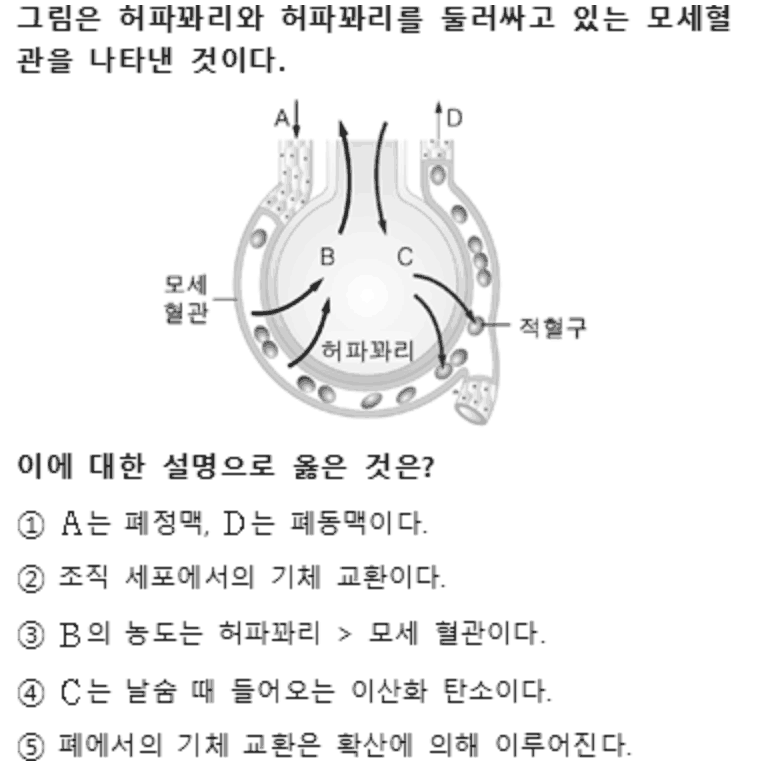 그림은 허파꽈리와 허파꽈리를 둘러싸고 있는 모세혈
관을 나타낸 것이다.
A
D
B
C
모세
혈관
적혈구
허파꽈리
이에 대한 설명으로 옳은 것은?
① A는 폐정맥, D는 폐동맥이다.
② 조직 세포에서의 기체 교환이다.
③ B의 농도는 허파꽈리 > 모세 혈관이다.
④ C는 날숨 때 들어오는 이산화 탄소이다.
⑤ 폐에서의 기체 교환은 확산에 의해 이루어진다.